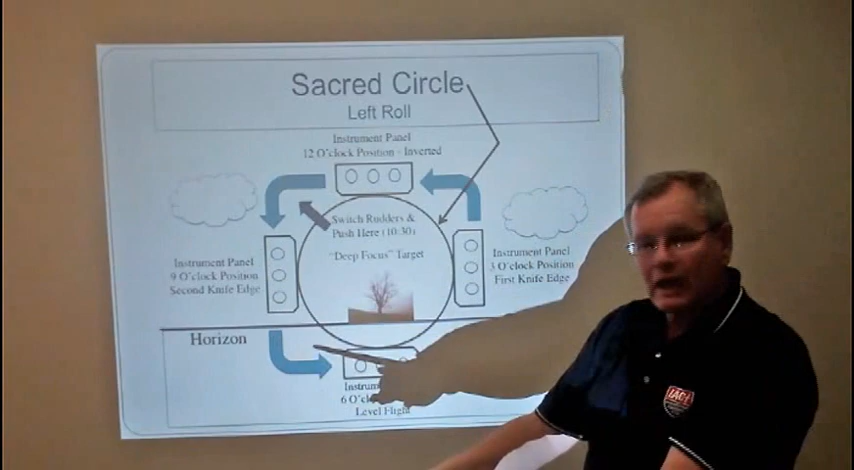 Sacred Circle
Left Roll
Instrument Panel
12 O'clock Position - Inverted
Switch Rudders &
Push Here (10:30)
"Deep Focus" Target
Instrument Panel
9 O'clock Position
Second Knife Edge
Instrument Panel
3 O'clock Position
First Knife Edge
Horizon
Instrum
6 O'cl
Level Flight
IAC